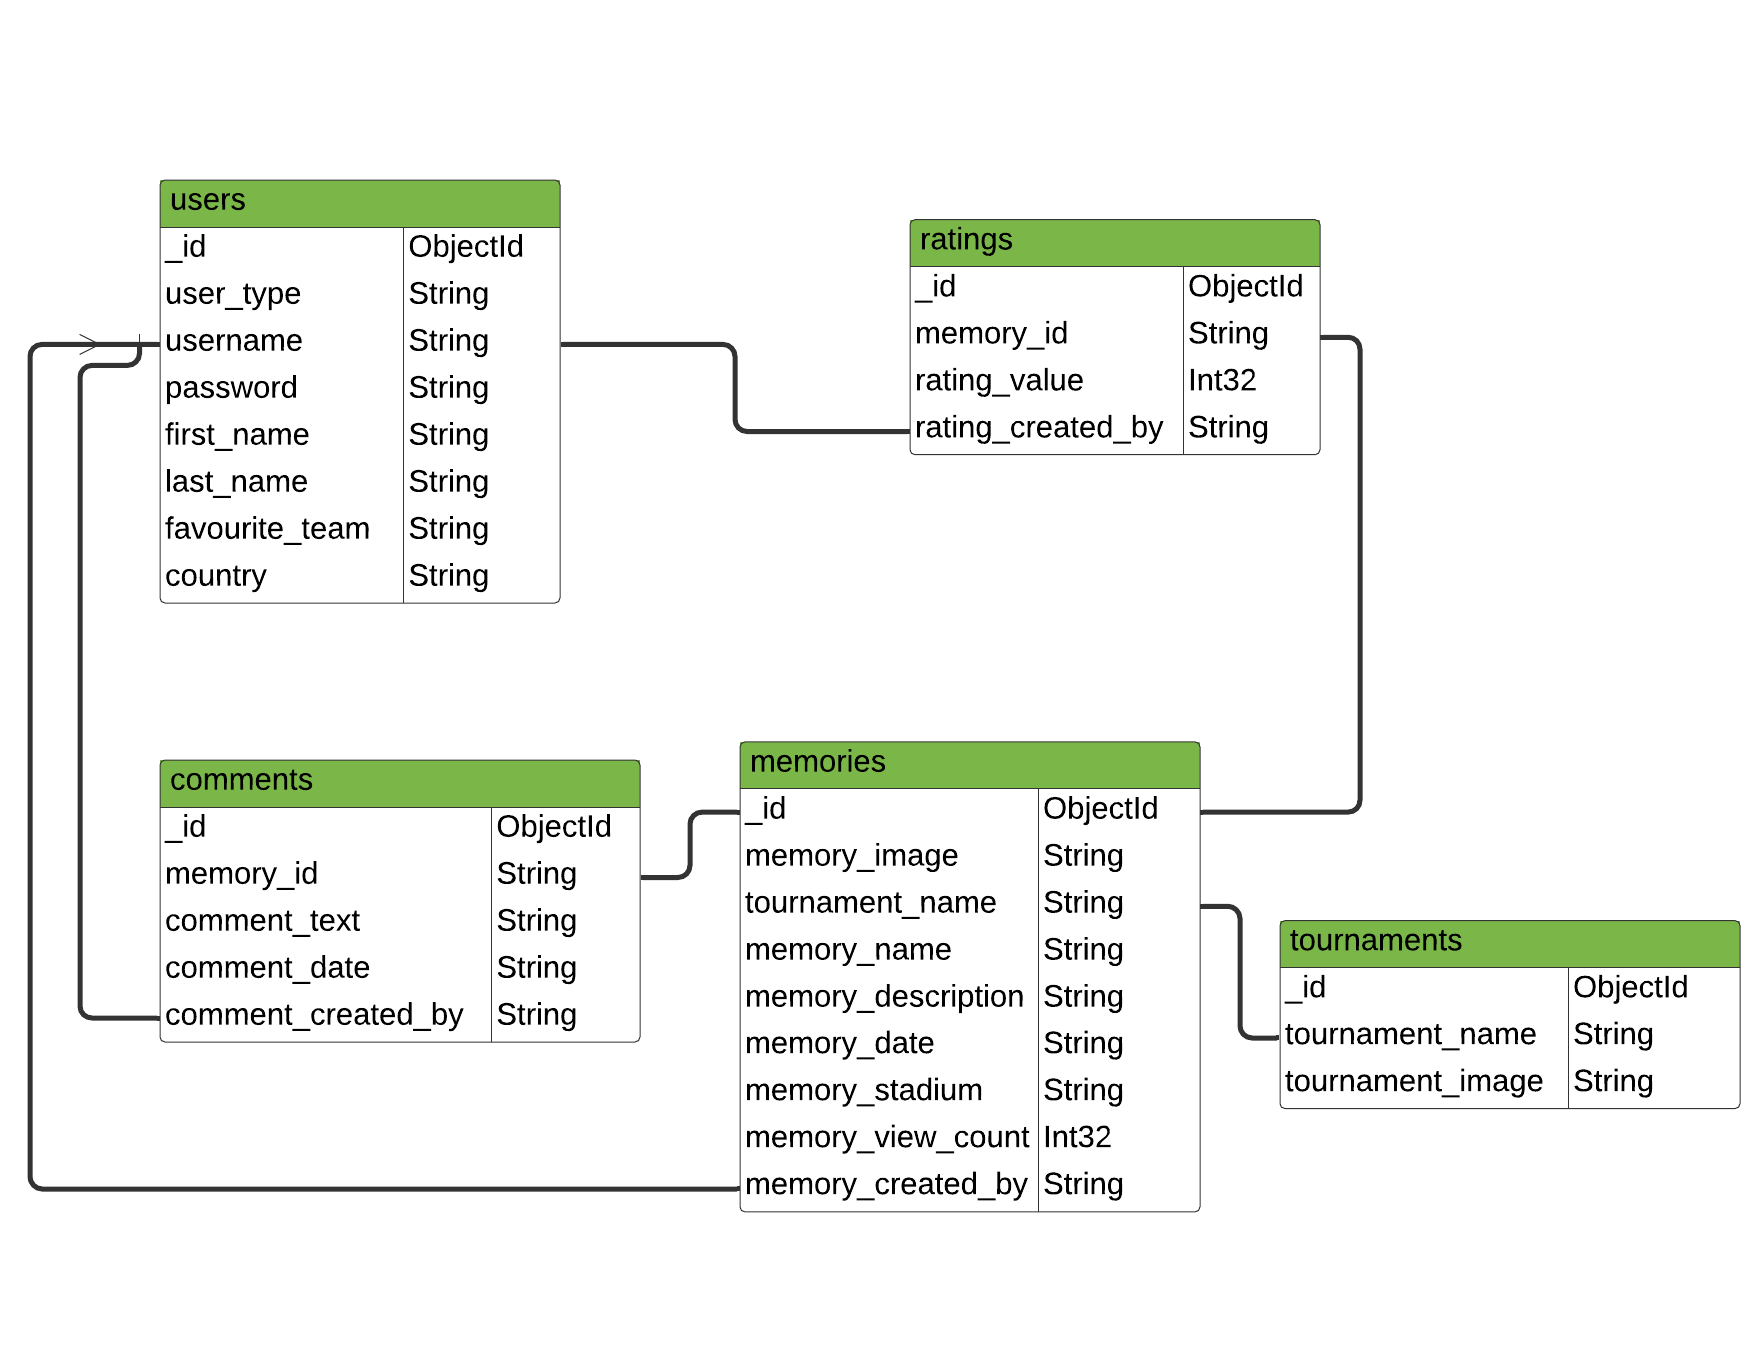 users
_id ObjectId
user_type String
username String
password String
first_name String
last_name String
favourite_team String
country String
ratings
_id ObjectId
memory_id String
rating_value Int32
rating_created_by String
comments
_id ObjectId
memory_id String
comment_text String
comment_date String
comment_created_by String
memories
_id ObjectId
memory_image String
tournament_name String
memory_name String
memory_description String
memory_date String
memory_stadium String
memory_view_count Int32
memory_created_by String
tournaments
_id ObjectId
tournament_name String
tournament_image String